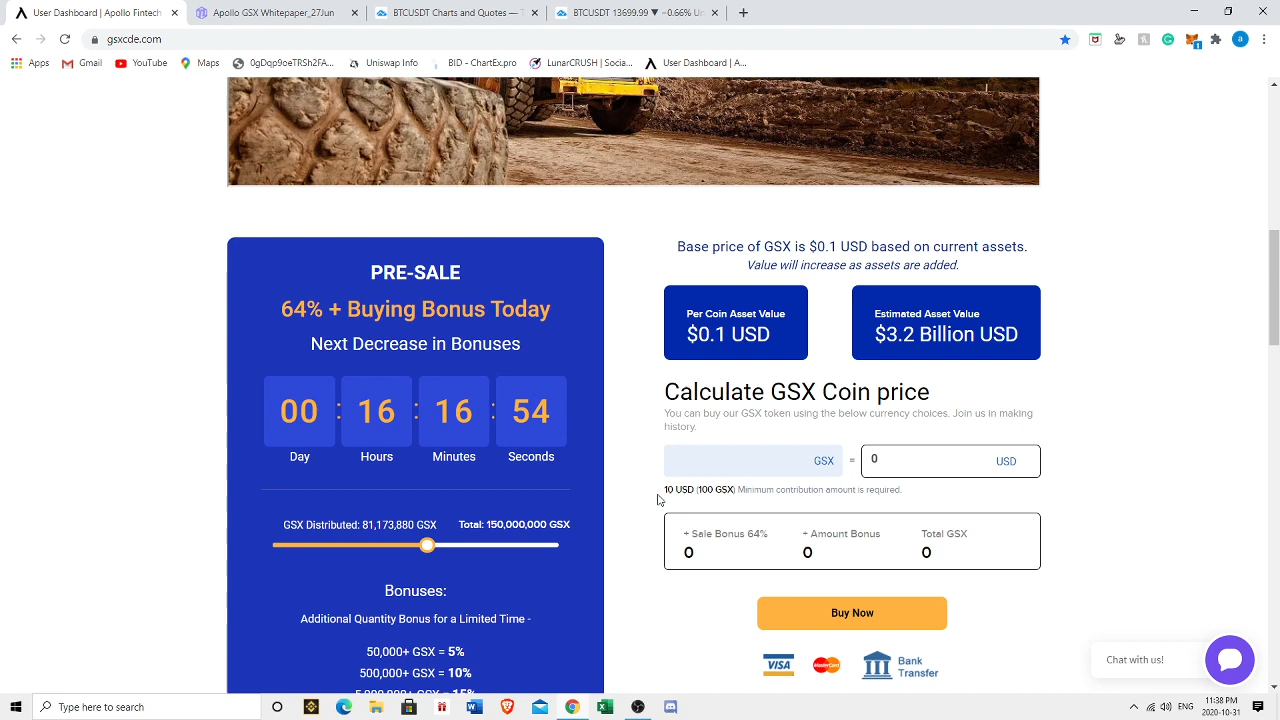 User Dashboard | Apollo Fintech
Apollo GSX Whitepaper_27Jun
BTCUSDT Charts and Quotes — T
BTCUSDT 13699.99 ▼ −0.66% Un
gsxcde.com
Apps
Gmail
YouTube
Maps
0gDqp9oeTRSh2FA...
Uniswap Info
BID - ChartEx.pro
LunarCRUSH | Socia...
User Dashboard | A...
PRE-SALE
64% + Buying Bonus Today
Next Decrease in Bonuses
00 : 16 : 16 : 54
Day Hours Minutes Seconds
GSX Distributed: 81,173,880 GSX Total: 150,000,000 GSX
Bonuses:
Additional Quantity Bonus for a Limited Time -
50,000+ GSX = 5%
500,000+ GSX = 10%
5,000,000+ GSX = 15%
Base price of GSX is $0.1 USD based on current assets.
Value will increase as assets are added.
Per Coin Asset Value
$0.1 USD
Estimated Asset Value
$3.2 Billion USD
Calculate GSX Coin price
You can buy our GSX token using the below currency choices. Join us in making
history.
GSX = 0 USD
10 USD (100 GSX) Minimum contribution amount is required.
+ Sale Bonus 64% + Amount Bonus Total GSX
0 0 0
Buy Now
VISA
MasterCard
Bank
Transfer
Chat with us!
Type here to search
ENG
11:38 PM
2020-10-31